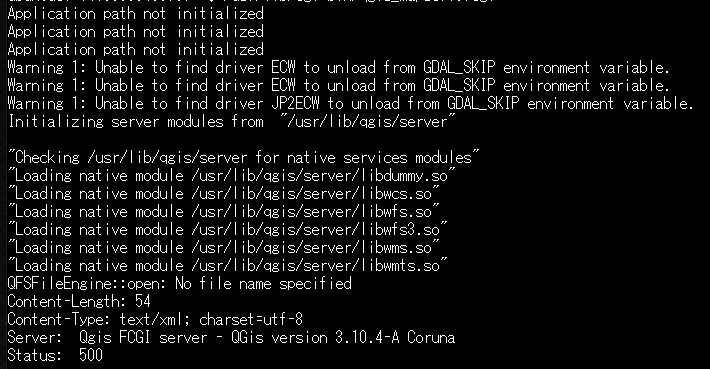 Application path not initialized
Application path not initialized
Application path not initialized
Warning 1: Unable to find driver ECW to unload from GDAL_SKIP environment variable.
Warning 1: Unable to find driver ECW to unload from GDAL_SKIP environment variable.
Warning 1: Unable to find driver JP2ECW to unload from GDAL_SKIP environment variable.
Initializing server modules from  "/usr/lib/qgis/server"
"Checking /usr/lib/qgis/server for native services modules"
"Loading native module /usr/lib/qgis/server/libdummy.so"
"Loading native module /usr/lib/qgis/server/libwcs.so"
"Loading native module /usr/lib/qgis/server/libwfs.so"
"Loading native module /usr/lib/qgis/server/libwfs3.so"
"Loading native module /usr/lib/qgis/server/libwms.so"
"Loading native module /usr/lib/qgis/server/libwmts.so"
QFSFileEngine::open: No file name specified
Content-Length: 54
Content-Type: text/xml; charset=utf-8
Server:  Qgis FCGI server - QGis version 3.10.4-A Coruna
Status:  500